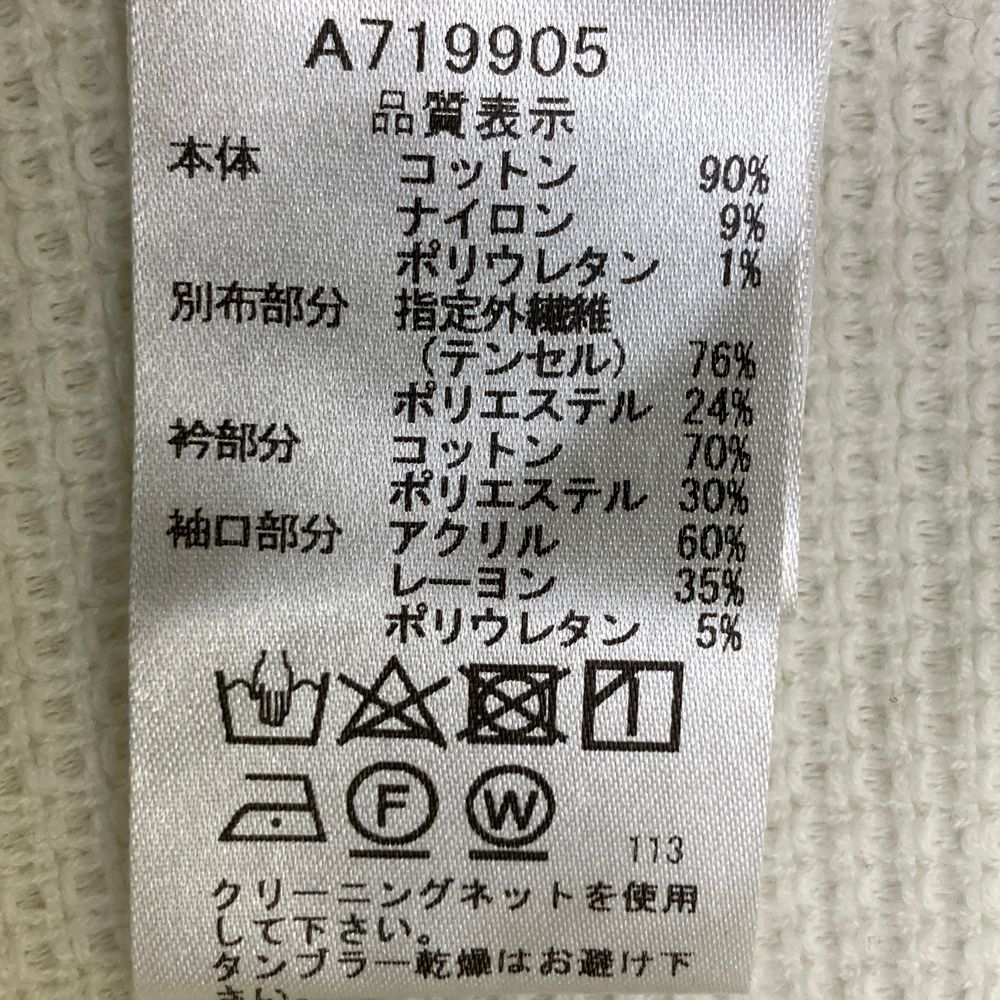 A719905
品質表示
本体 コットン 90%
ナイロン 9%
ポリウレタン 1%
別布部分 指定外繊維
(テンセル) 76%
ポリエステル 24%
衿部分 コットン 70%
ポリエステル 30%
袖口部分 アクリル 60%
レーヨン 35%
ポリウレタン 5%
F W
113
クリーニングネットを使用
して下さい。
タンブラー乾燥はお避け下
さい。